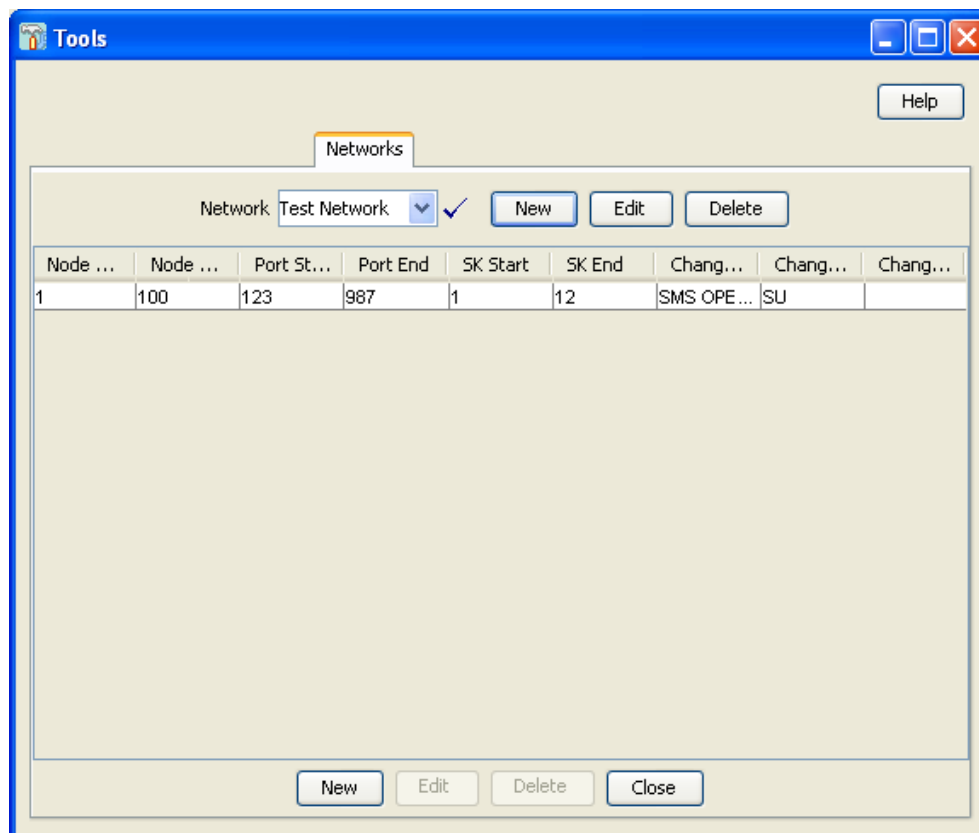 Tools
Help
Networks
Network Test Network New Edit Delete
Node ... Node ... Port St... Port End SK Start SK End Chang... Chang... Chang...
1 100 123 987 1 12 SMS OPE... SU
New Edit Delete Close